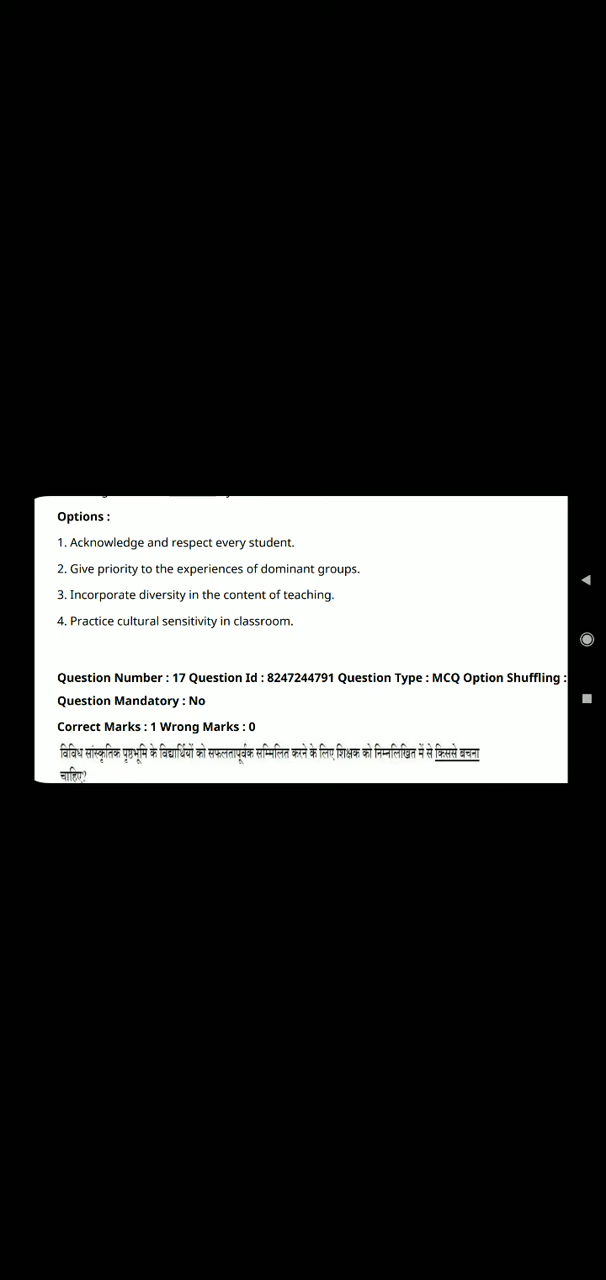 Options :
1. Acknowledge and respect every student.
2. Give priority to the experiences of dominant groups.
3. Incorporate diversity in the content of teaching.
4. Practice cultural sensitivity in classroom.
Question Number : 17 Question Id : 8247244791 Question Type : MCQ Option Shuffling :
Question Mandatory : No
Correct Marks : 1 Wrong Marks : 0
विविध सांस्कृतिक पृष्ठभूमि के विद्यार्थियों को सफलतापूर्वक सम्मिलित करने के लिए शिक्षक को निम्नलिखित में से किससे बचना
चाहिए?